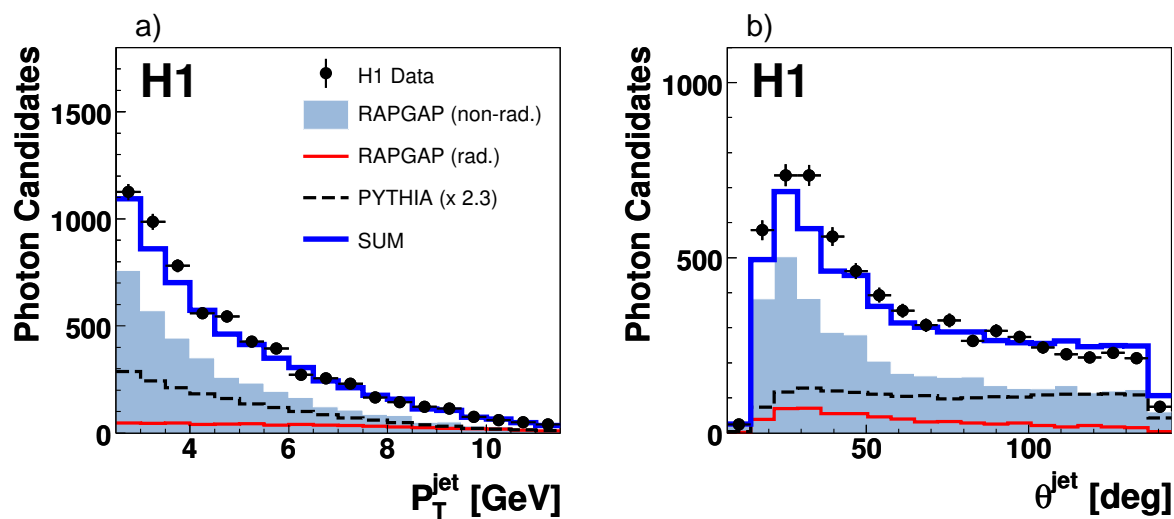 a)
H1
H1 Data
RAPGAP (non-rad.)
RAPGAP (rad.)
PYTHIA (x 2.3)
SUM
Photon Candidates
1500
1000
500
0
4 6 8 10
P_T^jet [GeV]
b)
H1
Photon Candidates
1000
500
0
50 100
θ^jet [deg]